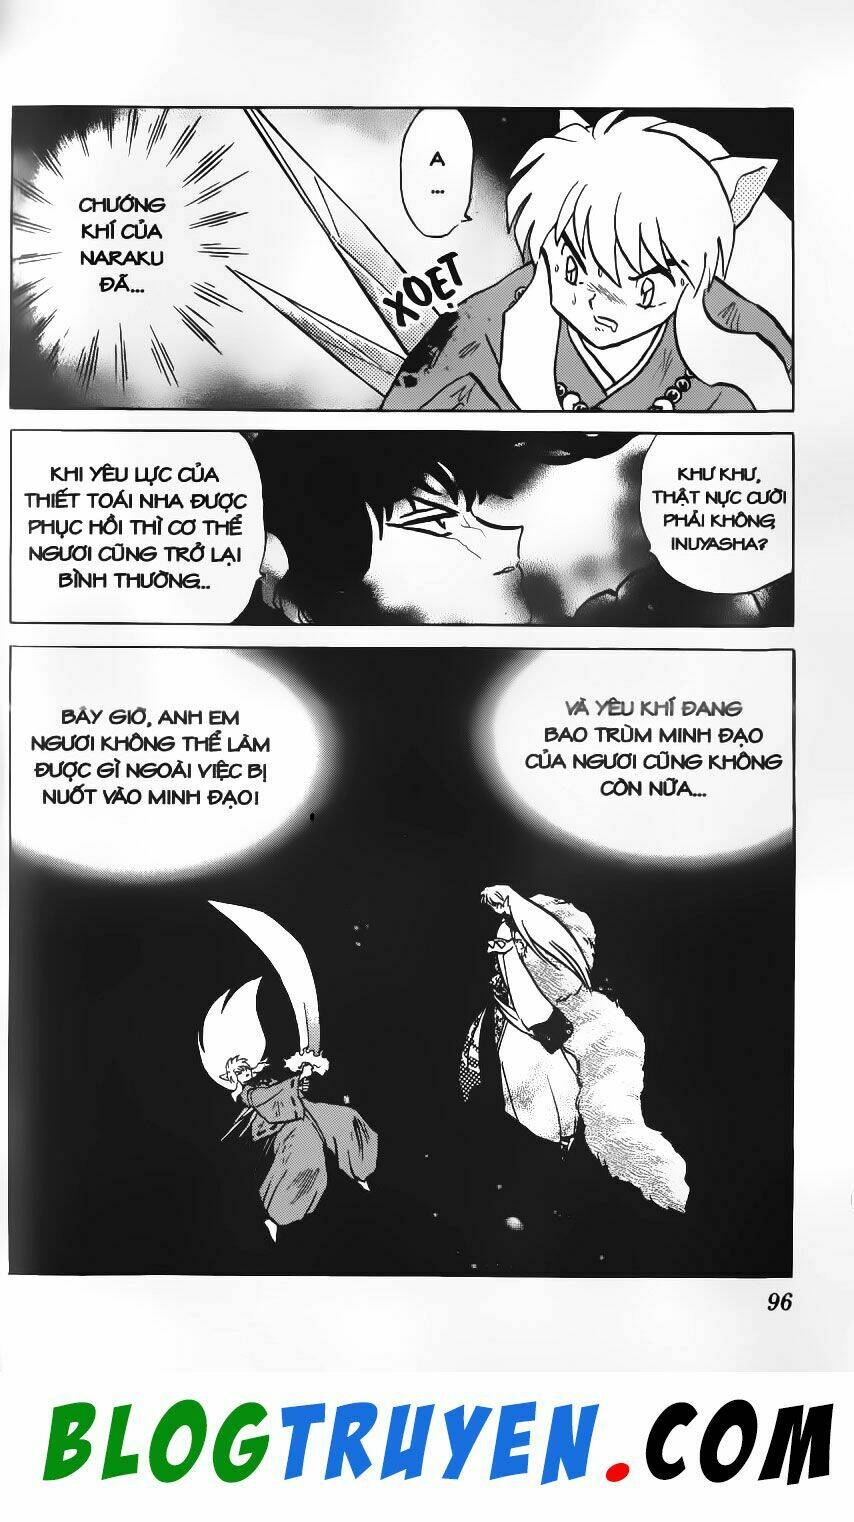 A
...
XOẸT
CHƯỚNG
KHÍ CỦA
NARAKU
ĐÃ...
KHƯ KHƯ,
THẬT NỰC CƯỜI
PHẢI KHÔNG,
INUYASHA?
KHI YÊU LỰC CỦA
THIẾT TOÁI NHA ĐƯỢC
PHỤC HỒI THÌ CƠ THỂ
NGƯƠI CŨNG TRỞ LẠI
BÌNH THƯỜNG...
VÀ YÊU KHÍ ĐANG
BAO TRÙM MINH ĐẠO
CỦA NGƯƠI CŨNG KHÔNG
CÒN NỮA...
BÂY GIỜ, ANH EM
NGƯƠI KHÔNG THỂ LÀM
ĐƯỢC GÌ NGOÀI VIỆC BỊ
NUỐT VÀO MINH ĐẠO!
96
BLOGTRUYEN.COM